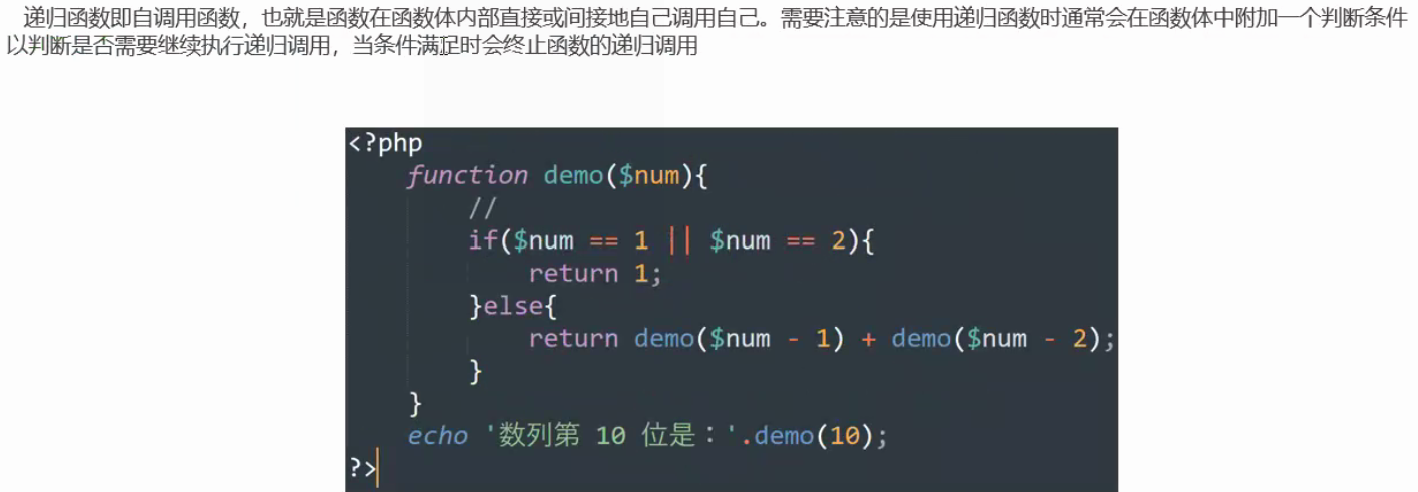 递归函数即自调用函数，也就是函数在函数体内部直接或间接地自己调用自己。需要注意的是使用递归函数时通常会在函数体中附加一个判断条件
以判断是否需要继续执行递归调用，当条件满足时会终止函数的递归调用
<?php
    function demo($num){
        //
        if($num == 1 || $num == 2){
            return 1;
        }else{
            return demo($num - 1) + demo($num - 2);
        }
    }
    echo '数列第 10 位是：'.demo(10);
?>